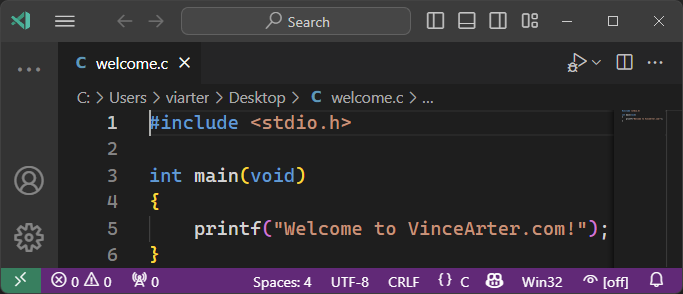 Search
welcome.c
C: > Users > viarter > Desktop > C welcome.c > ...
1 #include <stdio.h>
2
3 int main(void)
4 {
5     printf("Welcome to VinceArter.com!");
6 }
0 0 0 Spaces: 4 UTF-8 CRLF {} C Win32 [off]